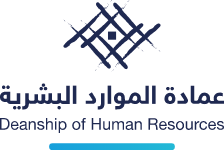 عمادة الموارد البشرية
Deanship of Human Resources